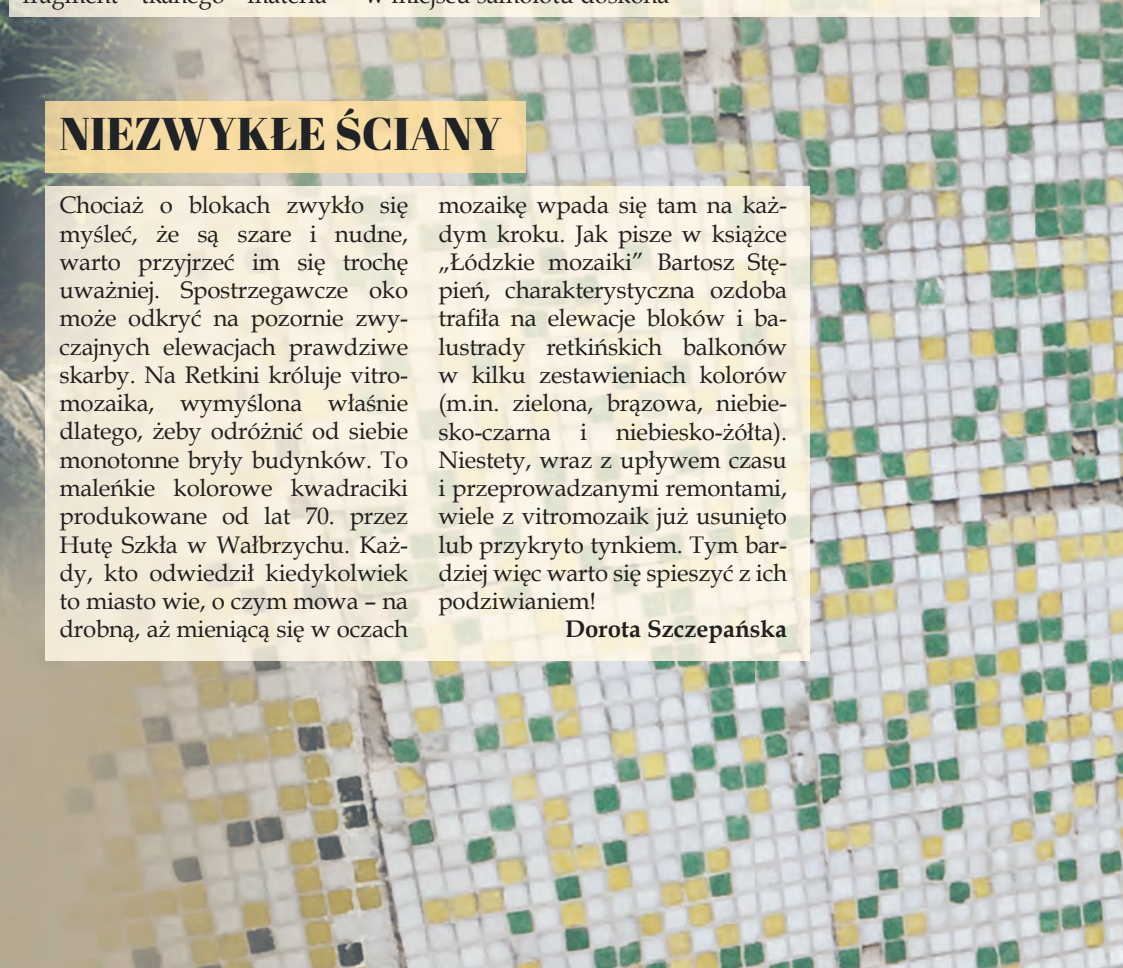 fragment tkanego materia-
w miejscu samolotu doskona-
NIEZWYKŁE ŚCIANY
Chociaż o blokach zwykło się
myśleć, że są szare i nudne,
warto przyjrzeć im się trochę
uważniej. Spostrzegawcze oko
może odkryć na pozornie zwy-
czajnych elewacjach prawdziwe
skarby. Na Retkini króluje vitro-
mozaika, wymyślona właśnie
dlatego, żeby odróżnić od siebie
monotonne bryły budynków. To
maleńkie kolorowe kwadraciki
produkowane od lat 70. przez
Hutę Szkła w Wałbrzychu. Każ-
dy, kto odwiedził kiedykolwiek
to miasto wie, o czym mowa – na
drobną, aż mieniącą się w oczach
mozaikę wpada się tam na każ-
dym kroku. Jak pisze w książce
„Łódzkie mozaiki” Bartosz Stę-
pień, charakterystyczna ozdoba
trafiła na elewacje bloków i ba-
lustrady retkińskich balkonów
w kilku zestawieniach kolorów
(m.in. zielona, brązowa, niebie-
sko-czarna i niebiesko-żółta).
Niestety, wraz z upływem czasu
i przeprowadzanymi remontami,
wiele z vitromozaik już usunięto
lub przykryto tynkiem. Tym bar-
dziej więc warto się spieszyć z ich
podziwianiem!
Dorota Szczepańska